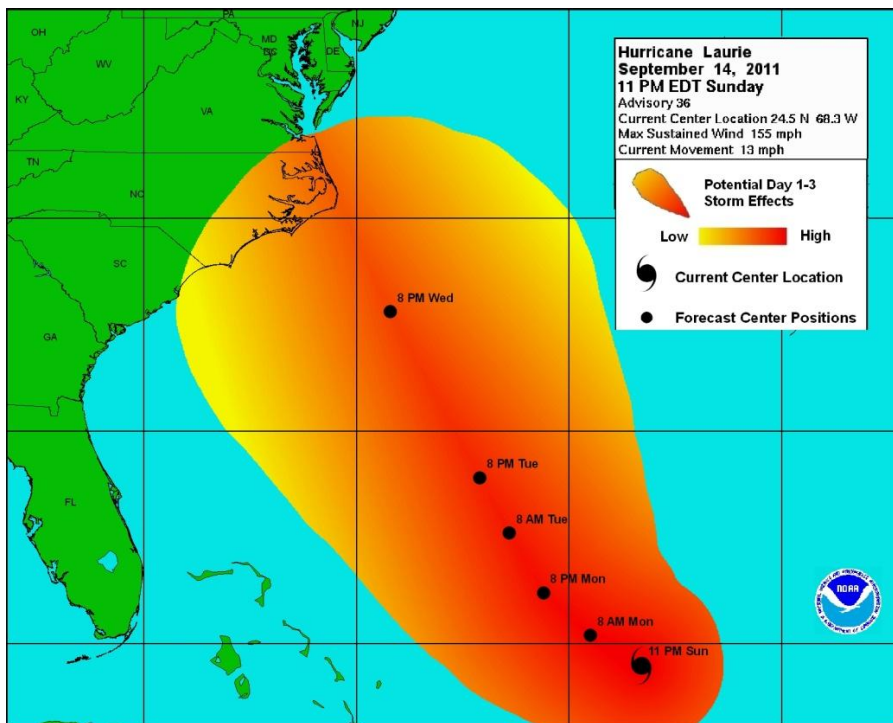 OH
PA
NJ
MD
DE
WV
KY
VA
TN
NC
SC
GA
FL
Hurricane Laurie
September 14, 2011
11 PM EDT Sunday
Advisory 36
Current Center Location 24.5 N 68.3 W
Max Sustained Wind 155 mph
Current Movement 13 mph
Potential Day 1-3
Storm Effects
Low High
Current Center Location
Forecast Center Positions
8 PM Wed
8 PM Tue
8 AM Tue
8 PM Mon
8 AM Mon
11 PM Sun
NOAA